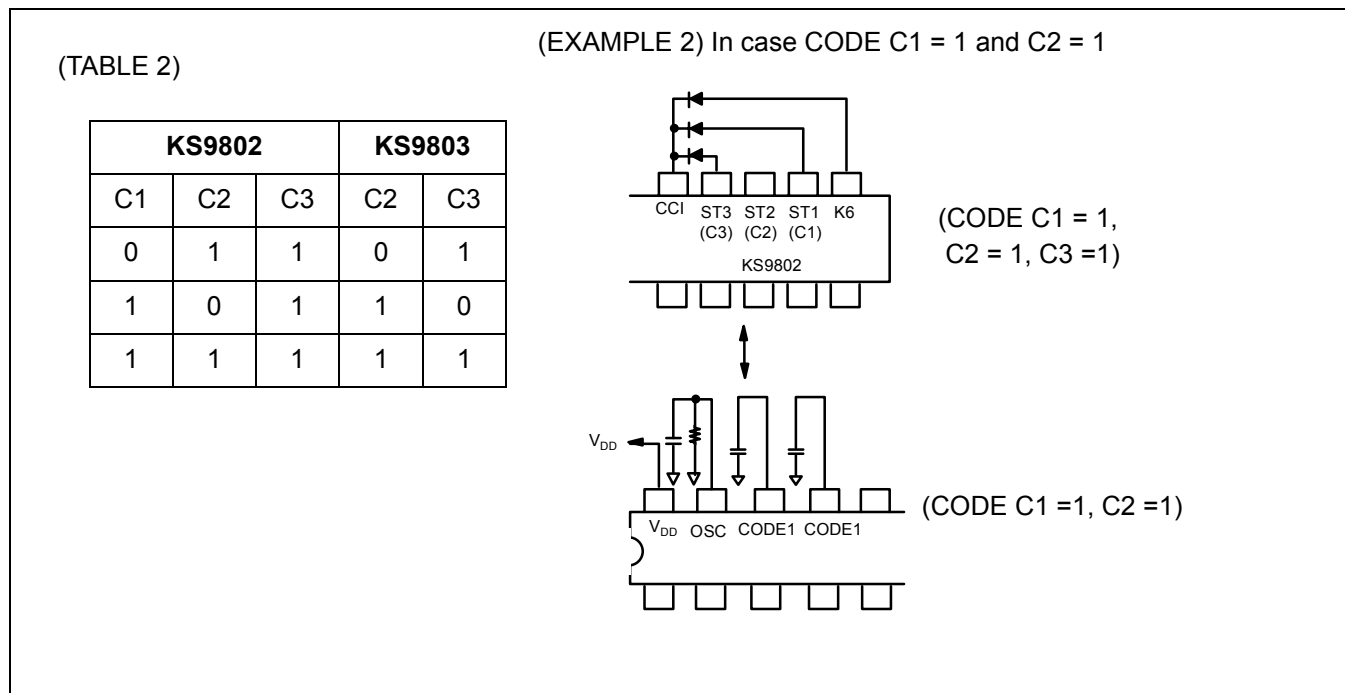 (TABLE 2)
KS9802 KS9803
C1 C2 C3 C2 C3
0 1 1 0 1
1 0 1 1 0
1 1 1 1 1
(EXAMPLE 2) In case CODE C1 = 1 and C2 = 1
CCI ST3 ST2 ST1 K6
(C3) (C2) (C1)
KS9802
(CODE C1 = 1,
C2 = 1, C3 =1)
VDD
VDD OSC CODE1 CODE1
(CODE C1 =1, C2 =1)